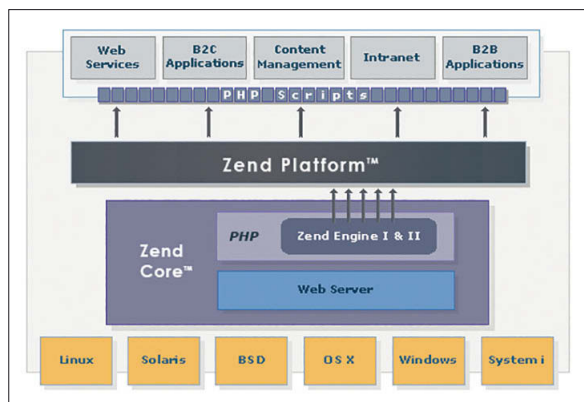 Web Services
B2C Applications
Content Management
Intranet
B2B Applications
PHP Scripts
Zend Platform™
PHP
Zend Engine I & II
Zend Core™
Web Server
Linux
Solaris
BSD
OS X
Windows
System i